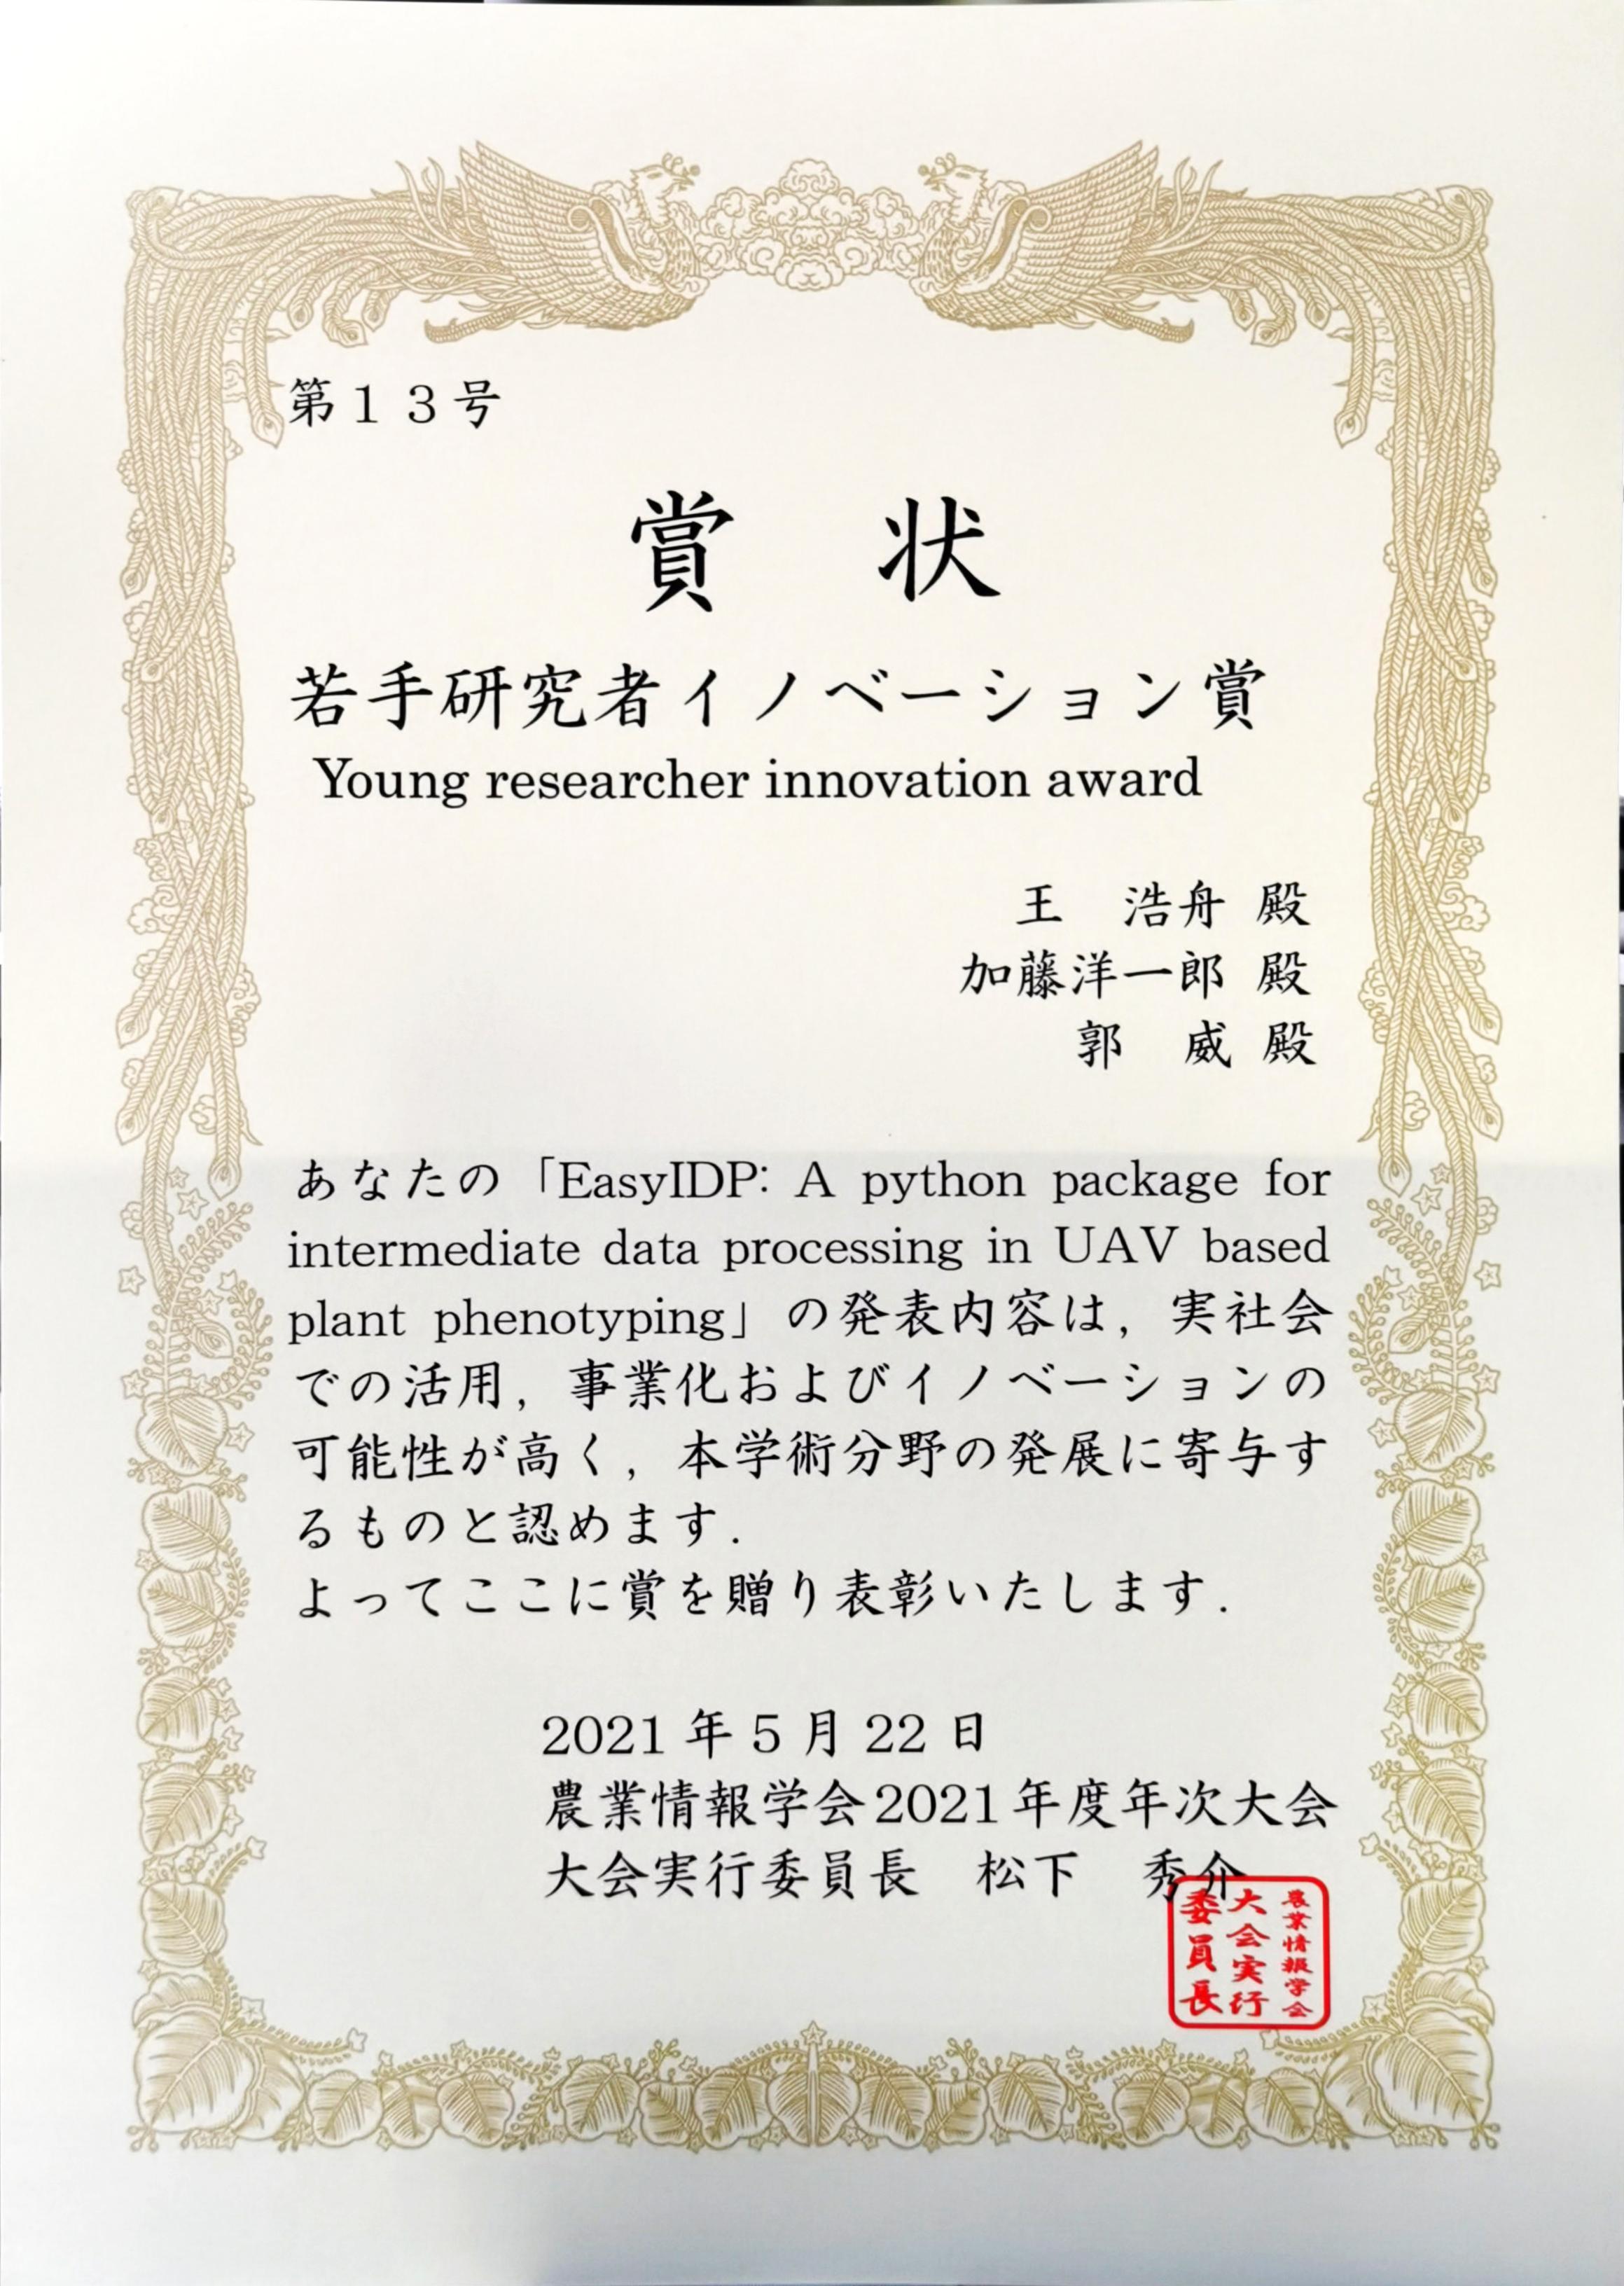 第１３号
賞　状
若手研究者イノベーション賞
Young researcher innovation award
王　浩舟 殿
加藤洋一郎 殿
郭　威 殿
あなたの「EasyIDP: A python package for
intermediate data processing in UAV based
plant phenotyping」の発表内容は，実社会
での活用，事業化およびイノベーションの
可能性が高く，本学術分野の発展に寄与す
るものと認めます．
よってここに賞を贈り表彰いたします．
2021 年 5 月 22 日
農業情報学会2021年度年次大会
大会実行委員長　松下　秀介
農業情報学会
大会実行
委員長